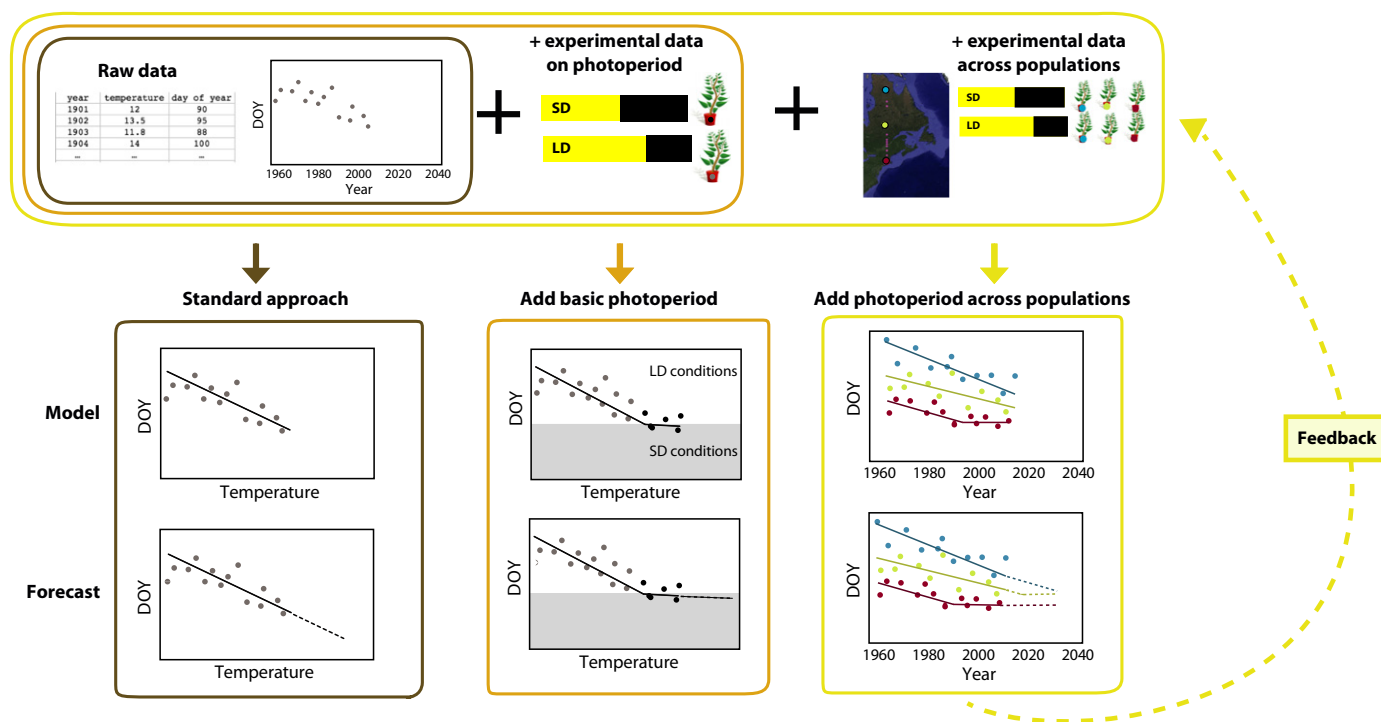 Raw data
year temperature day of year
1901 12 90
1902 13.5 95
1903 11.8 88
1904 14 100
... ... ...
DOY
1960 1980 2000 2020 2040
Year
+ experimental data
on photoperiod
SD
LD
+ experimental data
across populations
SD
LD
Standard approach
Add basic photoperiod
Add photoperiod across populations
Model
DOY
Temperature
DOY
LD conditions
SD conditions
Temperature
DOY
1960 1980 2000 2020 2040
Year
Feedback
Forecast
DOY
Temperature
DOY
Temperature
DOY
1960 1980 2000 2020 2040
Year